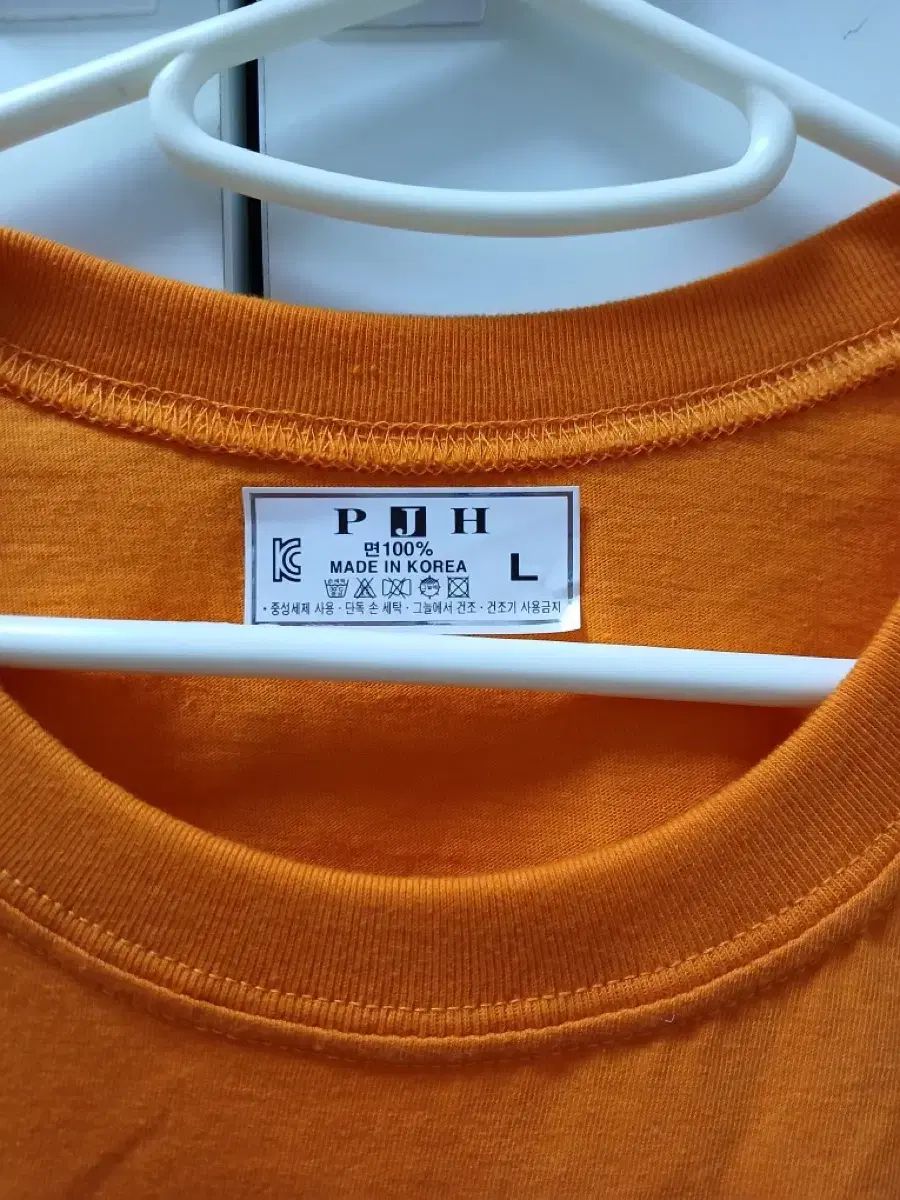 P J H
면100%
MADE IN KOREA
KC
L
• 중성세제 사용 · 단독 손 세탁 · 그늘에서 건조 · 건조기 사용금지